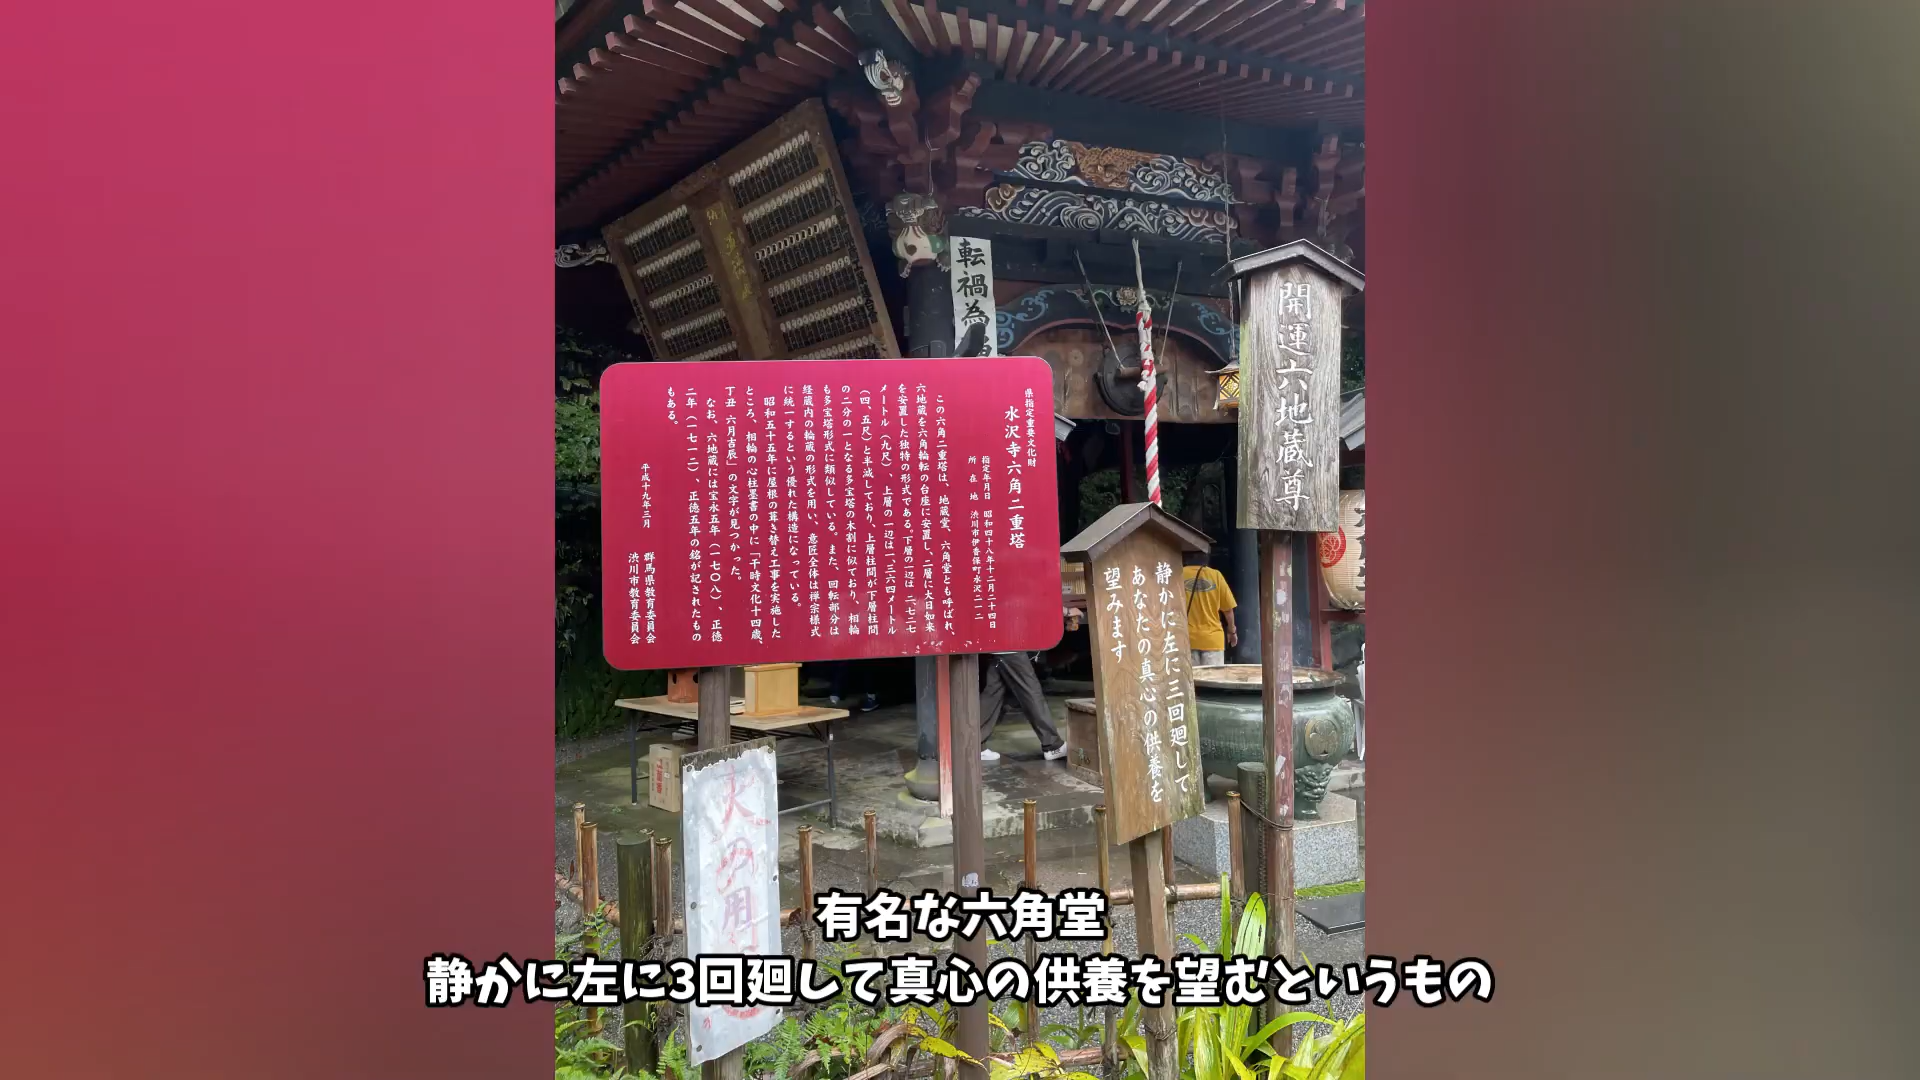 転禍為
開運六地蔵尊
県指定重要文化財
水沢寺六角二重塔
指定年月日 昭和四十八年十二月二十四日
所在地 渋川市伊香保町水沢二一二
この六角二重塔は、地蔵堂、六角堂とも呼ばれ、
六地蔵を六角輪転の台座に安置し、二層に大日如来
を安置した独特の形式である。下層の一辺は二、七二七
メートル(九尺)、上層の一辺は一、三六四メートル
(四、五尺)と半減しており、上層柱間が下層柱間
の二分の一となる多宝塔の木割に似ており、相輪
も多宝塔形式に類似している。また、回転部分は
経蔵内の輪蔵の形式を用い、意匠全体は禅宗様式
に統一するという優れた構造になっている。
昭和五十五年に屋根の葺き替え工事を実施した
ところ、相輪の心柱墨書の中に「干時文化十四歳、
丁丑 六月吉辰」の文字が見つかった。
なお、六地蔵には宝永五年(一七〇八)、正徳
二年(一七一二)、正徳五年の銘が記されたもの
もある。
平成十九年三月
群馬県教育委員会
渋川市教育委員会
静かに左に三回廻して
あなたの真心の供養を
望みます
火の用
有名な六角堂
静かに左に3回廻して真心の供養を望むというもの